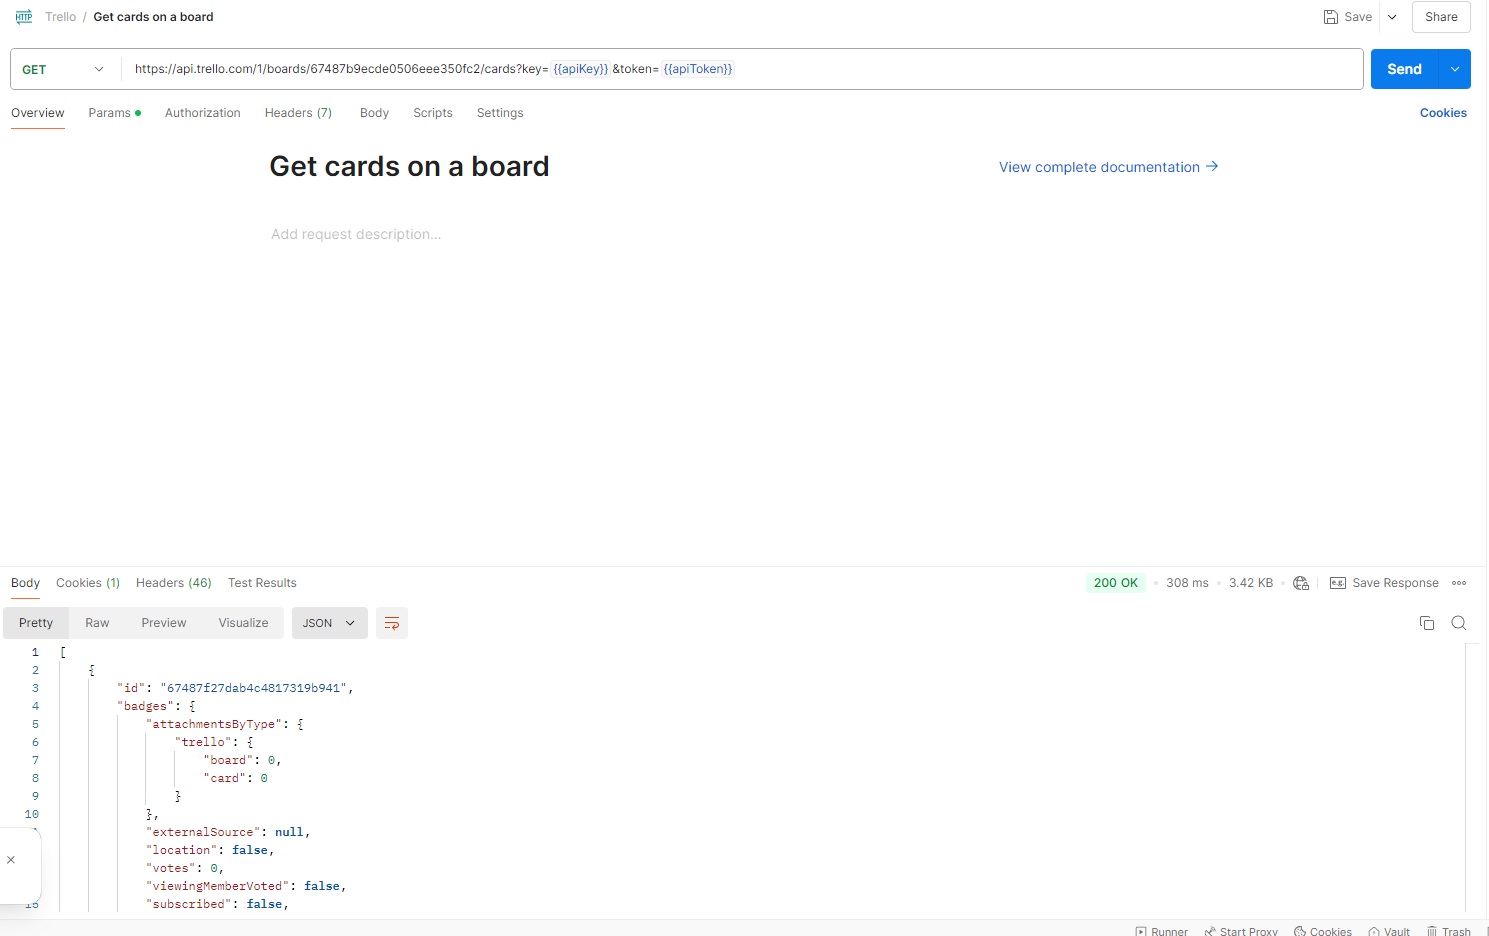 HTTP Trello / Get cards on a board Save Share
GET https://api.trello.com/1/boards/67487b9ecde0506eee350fc2/cards?key= {{apiKey}} &token= {{apiToken}} Send
Overview Params Authorization Headers (7) Body Scripts Settings Cookies
Get cards on a board View complete documentation →
Add request description...
Body Cookies (1) Headers (46) Test Results 200 OK 308 ms 3.42 KB e.g. Save Response
Pretty Raw Preview Visualize JSON
1 [
2 {
3 "id": "67487f27dab4c4817319b941",
4 "badges": {
5 "attachmentsByType": {
6 "trello": {
7 "board": 0,
8 "card": 0
9 }
10 },
"externalSource": null,
"location": false,
"votes": 0,
"viewingMemberVoted": false,
15 "subscribed": false,
Runner Start Proxy Cookies Vault Trash